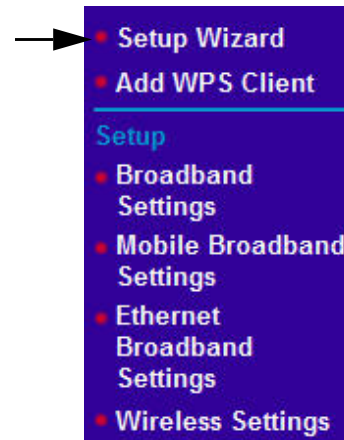 Setup Wizard
Add WPS Client
Setup
Broadband
Settings
Mobile Broadband
Settings
Ethernet
Broadband
Settings
Wireless Settings